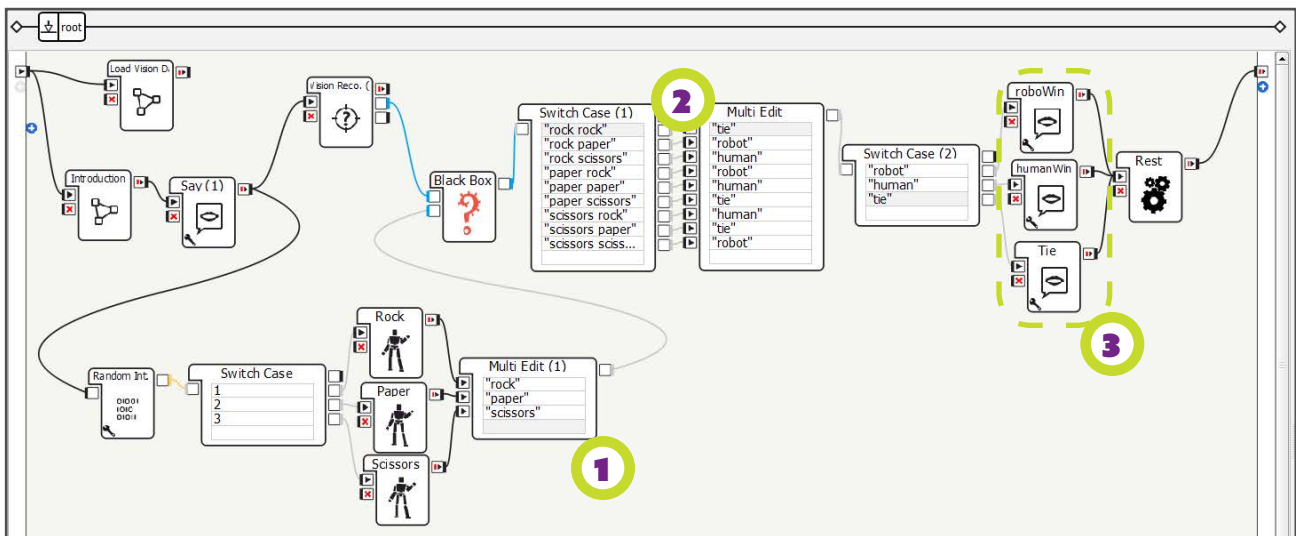 root
Load Vision D.
Vision Reco. (
Introduction
Say (1)
Black Box
Switch Case (1)
"rock rock"
"rock paper"
"rock scissors"
"paper rock"
"paper paper"
"paper scissors"
"scissors rock"
"scissors paper"
"scissors sciss...
2
Multi Edit
"tie"
"robot"
"human"
"robot"
"human"
"tie"
"human"
"tie"
"robot"
Switch Case (2)
"robot"
"human"
"tie"
roboWin
humanWin
Tie
3
Rest
Random Int.
01001
1010
01011
Switch Case
1
2
3
Rock
Paper
Scissors
Multi Edit (1)
"rock"
"paper"
"scissors"
1